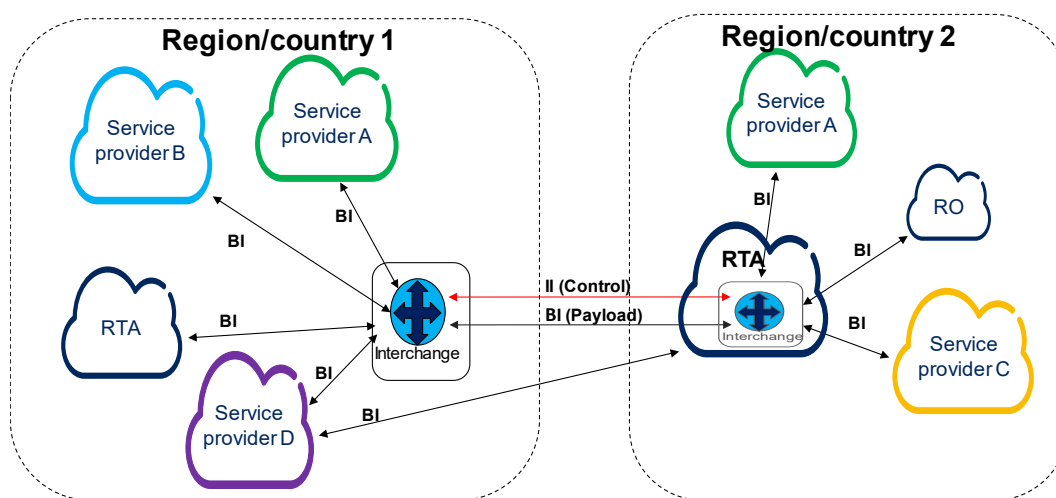 Region/country 1
Region/country 2
Service
provider B
Service
provider A
Service
provider A
RO
BI
BI
BI
BI
RTA
II (Control)
BI (Payload)
Interchange
Interchange
RTA
BI
BI
BI
BI
Service
provider C
Service
provider D